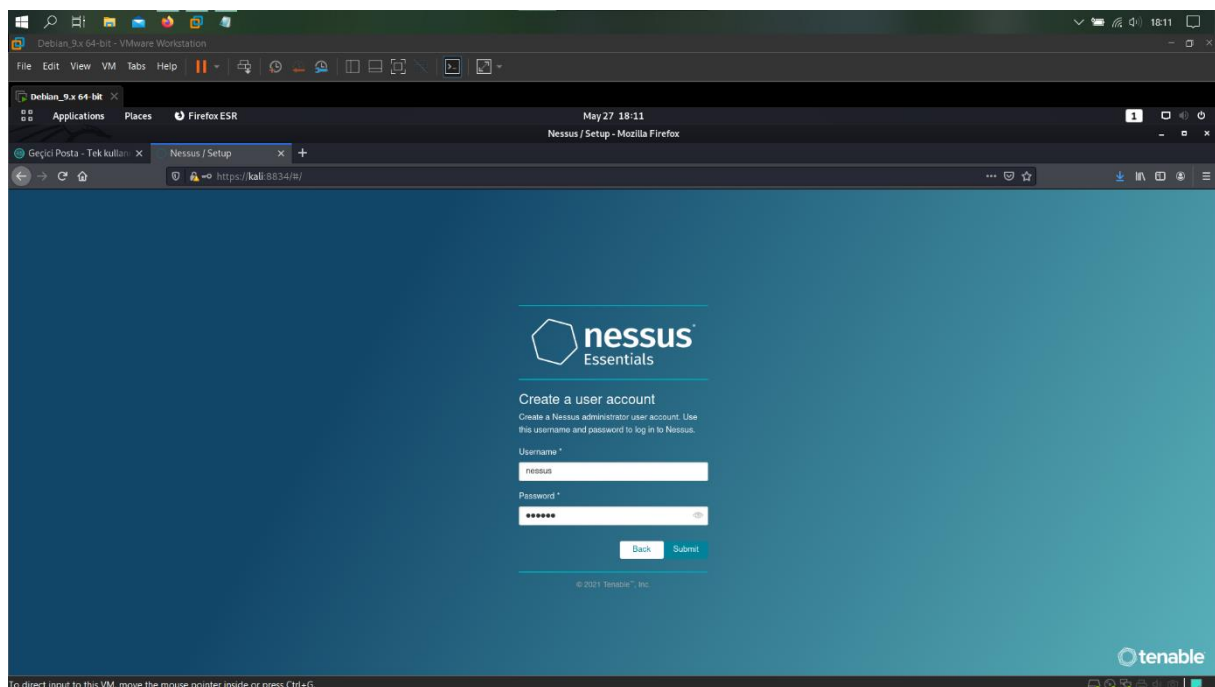 18:11
Debian_9.x 64-bit - VMware Workstation
File Edit View VM Tabs Help
Debian_9.x 64-bit
Applications Places Firefox ESR May 27 18:11 1
Nessus / Setup - Mozilla Firefox
Geçici Posta - Tek kullanı Nessus / Setup
https://kali:8834/#/
nessus
Essentials
Create a user account
Create a Nessus administrator user account. Use
this username and password to log in to Nessus.
Username *
nessus
Password *
••••••
Back Submit
© 2021 Tenable™, Inc.
tenable
To direct input to this VM, move the mouse pointer inside or press Ctrl+G.